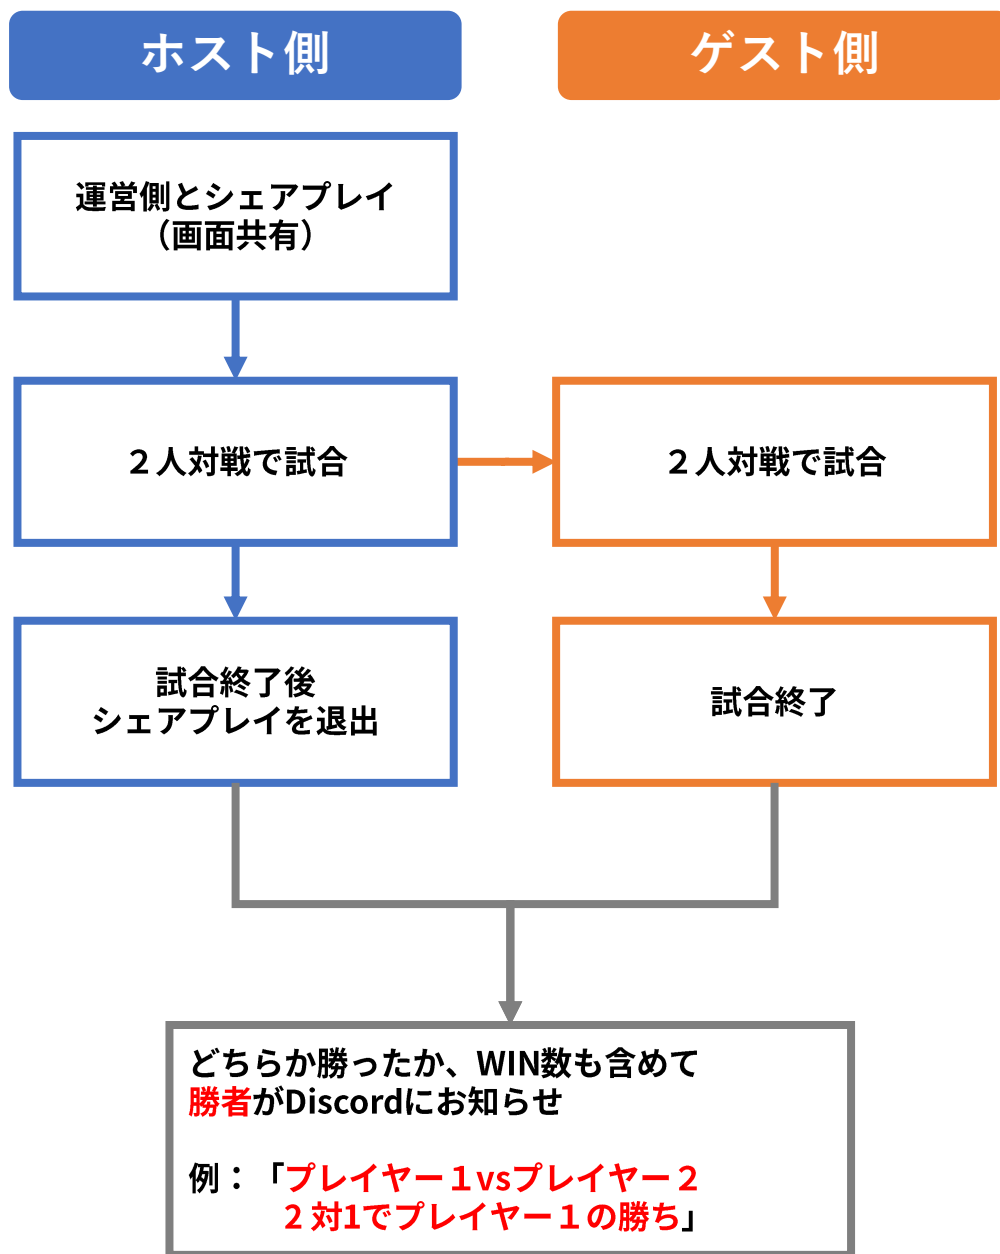 ホスト側
ゲスト側
運営側とシェアプレイ
（画面共有）
２人対戦で試合
２人対戦で試合
試合終了後
シェアプレイを退出
試合終了
どちらか勝ったか、WIN数も含めて
勝者がDiscordにお知らせ
例：「プレイヤー１vsプレイヤー２
２対1でプレイヤー１の勝ち」